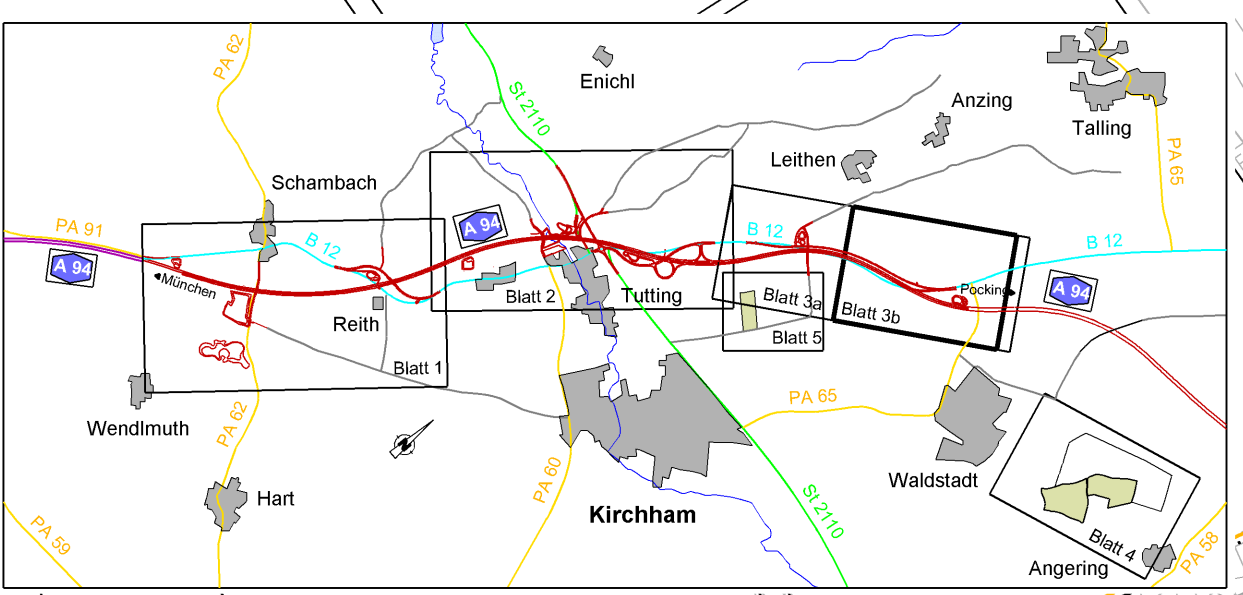 PA 62
Enichl
St 2110
Anzing
Talling
Leithen
PA 65
Schambach
PA 91
A 94
B 12
A 94
B 12
B 12
A 94
München
Pocking
Blatt 2
Tutting
Blatt 3a
Blatt 3b
Reith
Blatt 5
Blatt 1
PA 65
Wendlmuth
PA 62
N
Waldstadt
PA 60
Hart
Kirchham
St 2110
PA 59
Blatt 4
PA 58
Angering